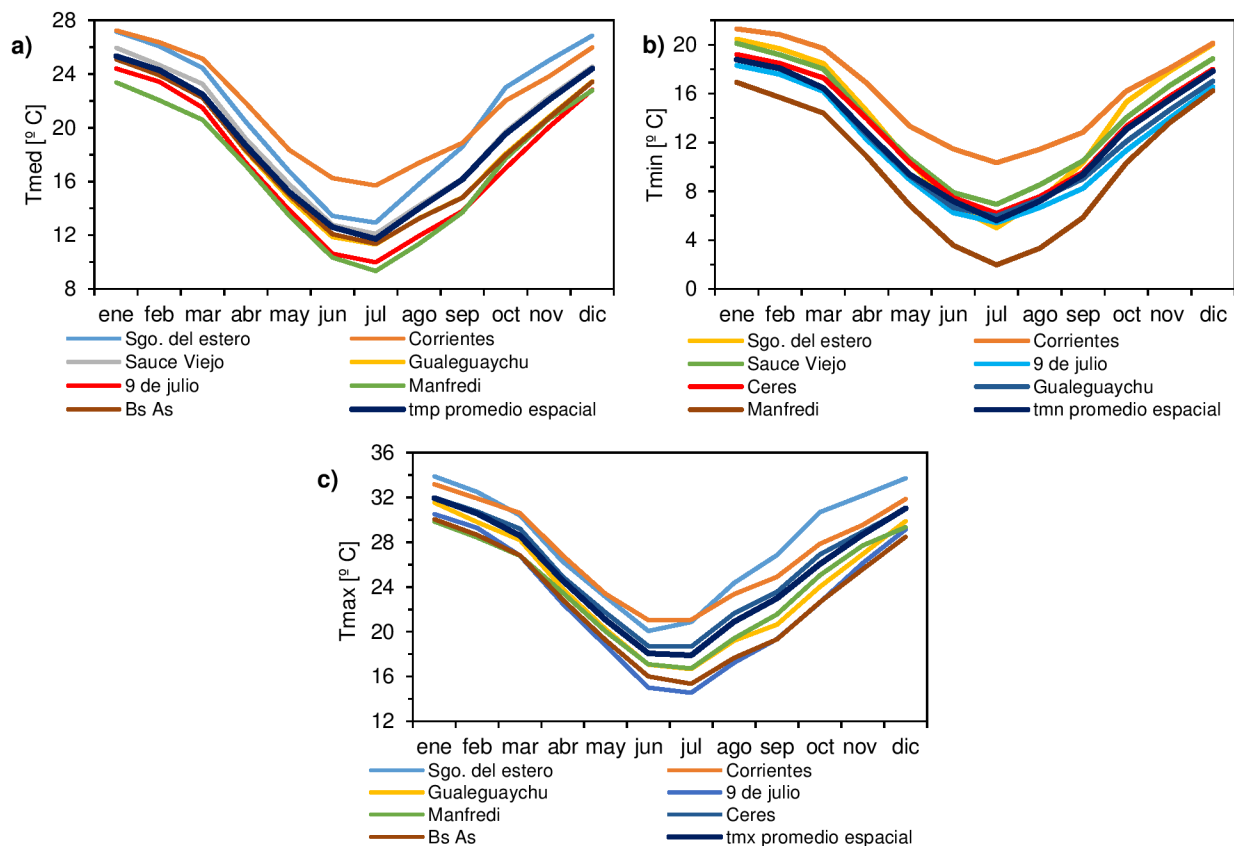 a)
Tmed [º C]
28
24
20
16
12
8
ene feb mar abr may jun jul ago sep oct nov dic
Sgo. del estero
Corrientes
Sauce Viejo
Gualeguaychu
9 de julio
Manfredi
Bs As
tmp promedio espacial
b)
Tmin [º C]
20
16
12
8
4
0
ene feb mar abr may jun jul ago sep oct nov dic
Sgo. del estero
Corrientes
Sauce Viejo
9 de julio
Ceres
Gualeguaychu
Manfredi
tmn promedio espacial
c)
Tmax [º C]
36
32
28
24
20
16
12
ene feb mar abr may jun jul ago sep oct nov dic
Sgo. del estero
Corrientes
Gualeguaychu
9 de julio
Manfredi
Ceres
Bs As
tmx promedio espacial